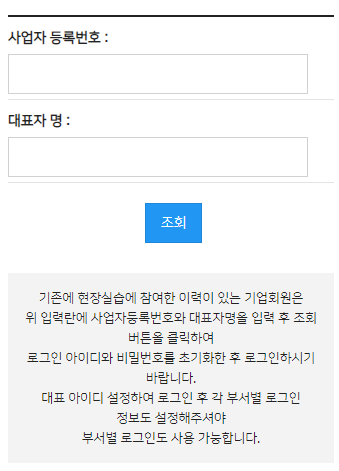 사업자 등록번호 :
대표자 명 :
조회
기존에 현장실습에 참여한 이력이 있는 기업회원은
위 입력란에 사업자등록번호와 대표자명을 입력 후 조회
버튼을 클릭하여
로그인 아이디와 비밀번호를 초기화한 후 로그인하시기
바랍니다.
대표 아이디 설정하여 로그인 후 각 부서별 로그인
정보도 설정해주셔야
부서별 로그인도 사용 가능합니다.